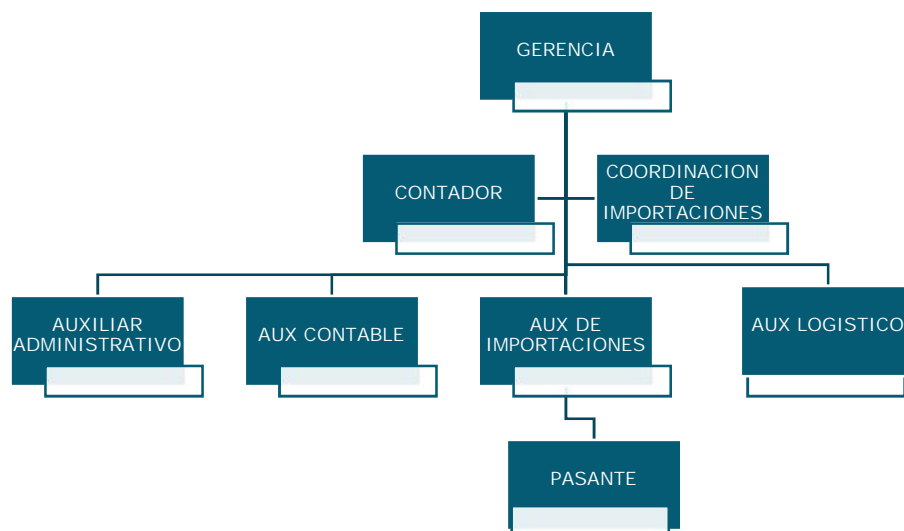 GERENCIA
CONTADOR
COORDINACION
DE
IMPORTACIONES
AUXILIAR
ADMINISTRATIVO
AUX CONTABLE
AUX DE
IMPORTACIONES
AUX LOGISTICO
PASANTE